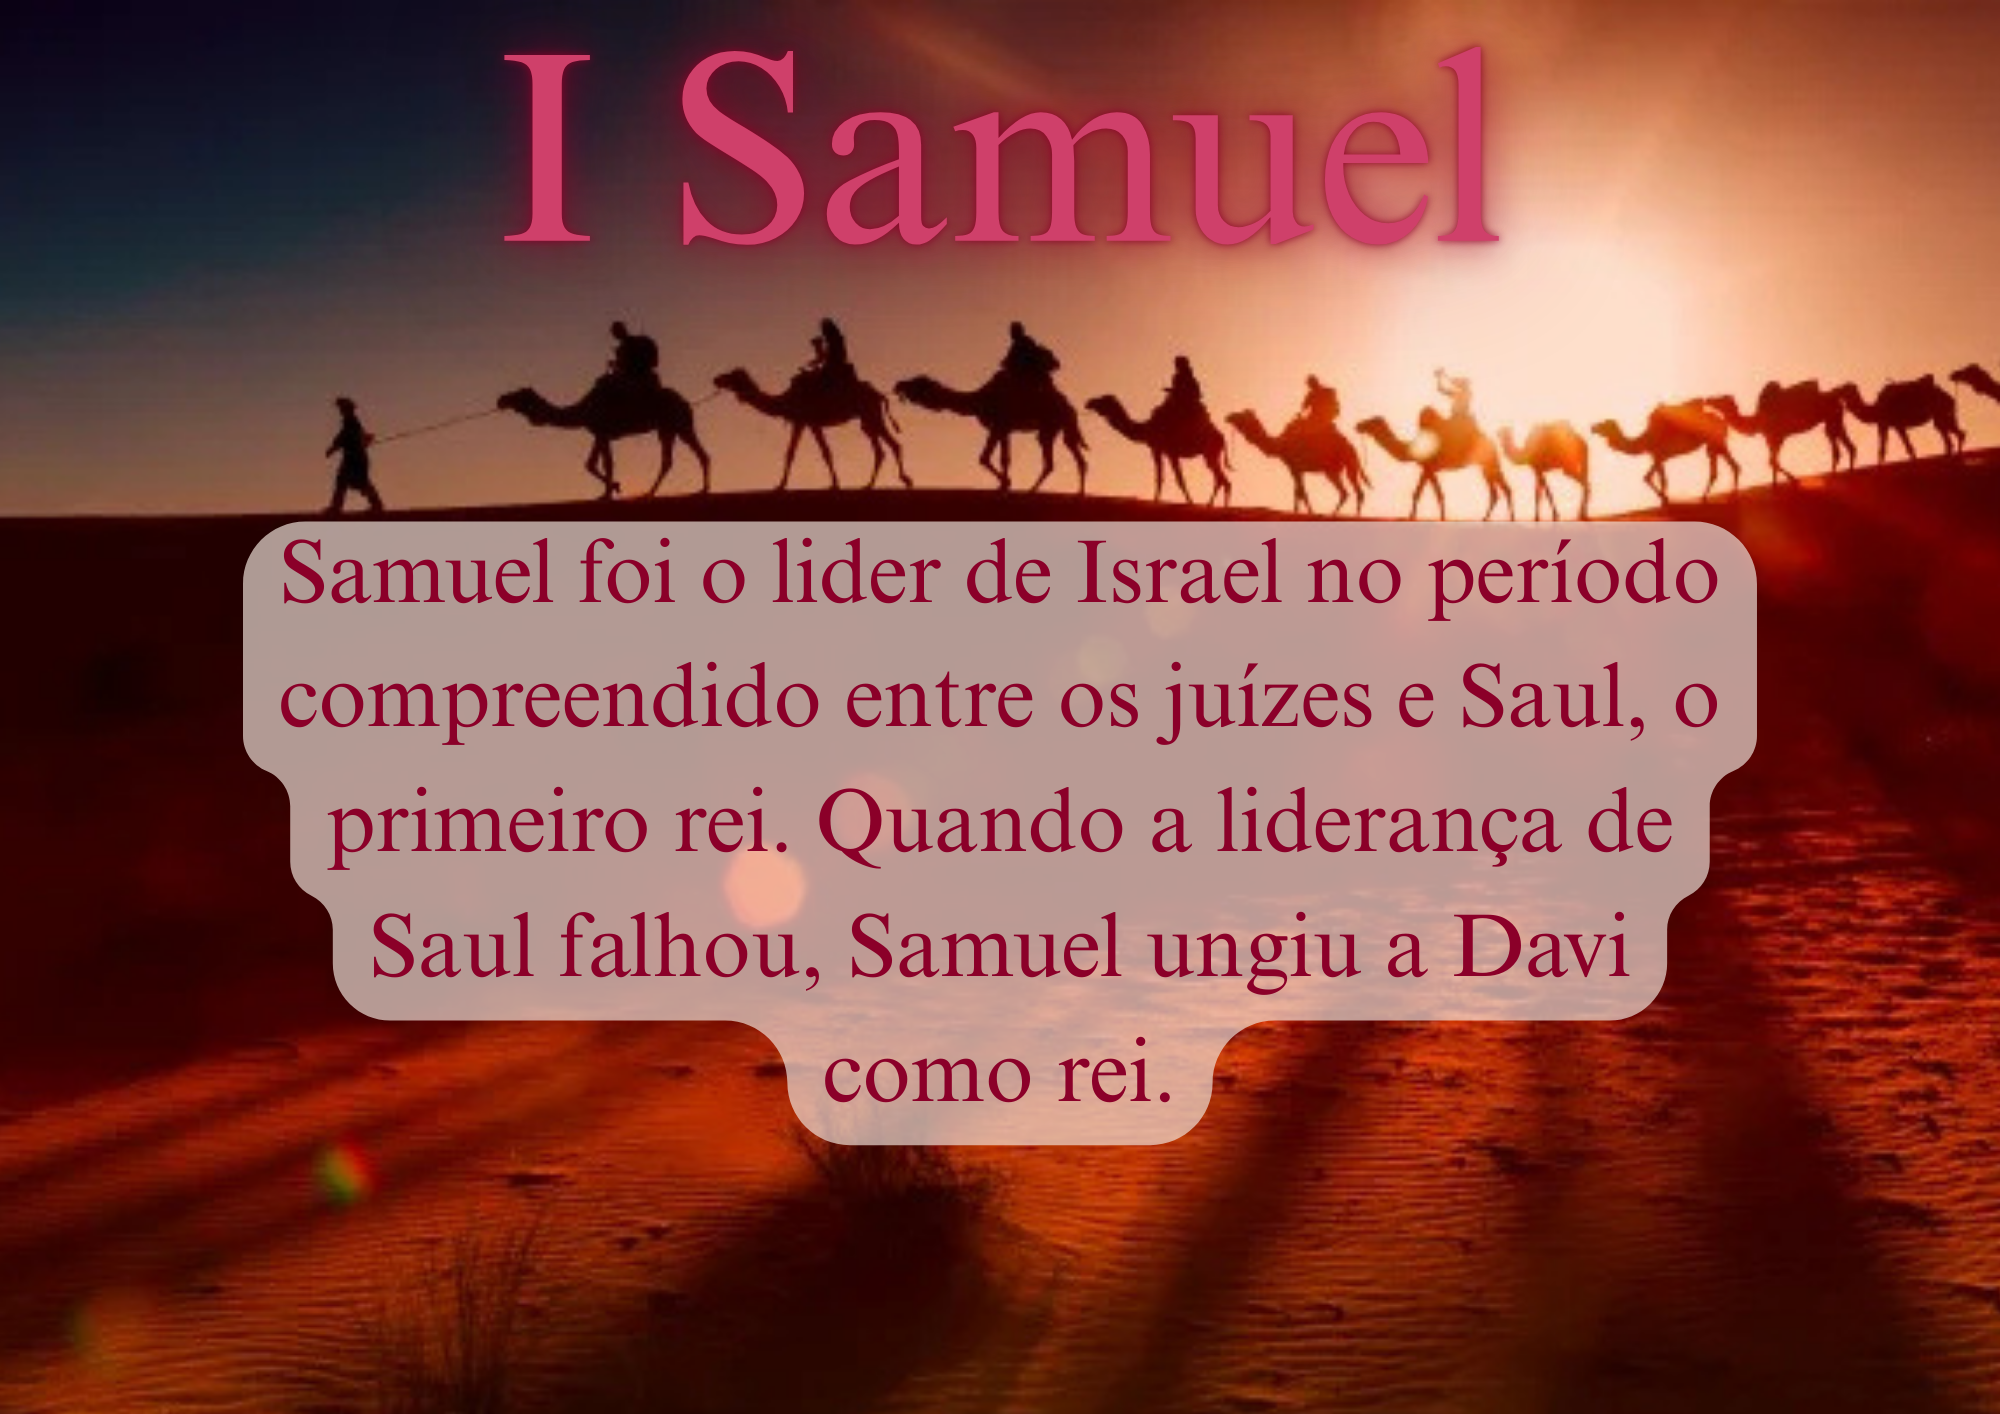 I Samuel
Samuel foi o lider de Israel no período
compreendido entre os juízes e Saul, o
primeiro rei. Quando a liderança de
Saul falhou, Samuel ungiu a Davi
como rei.